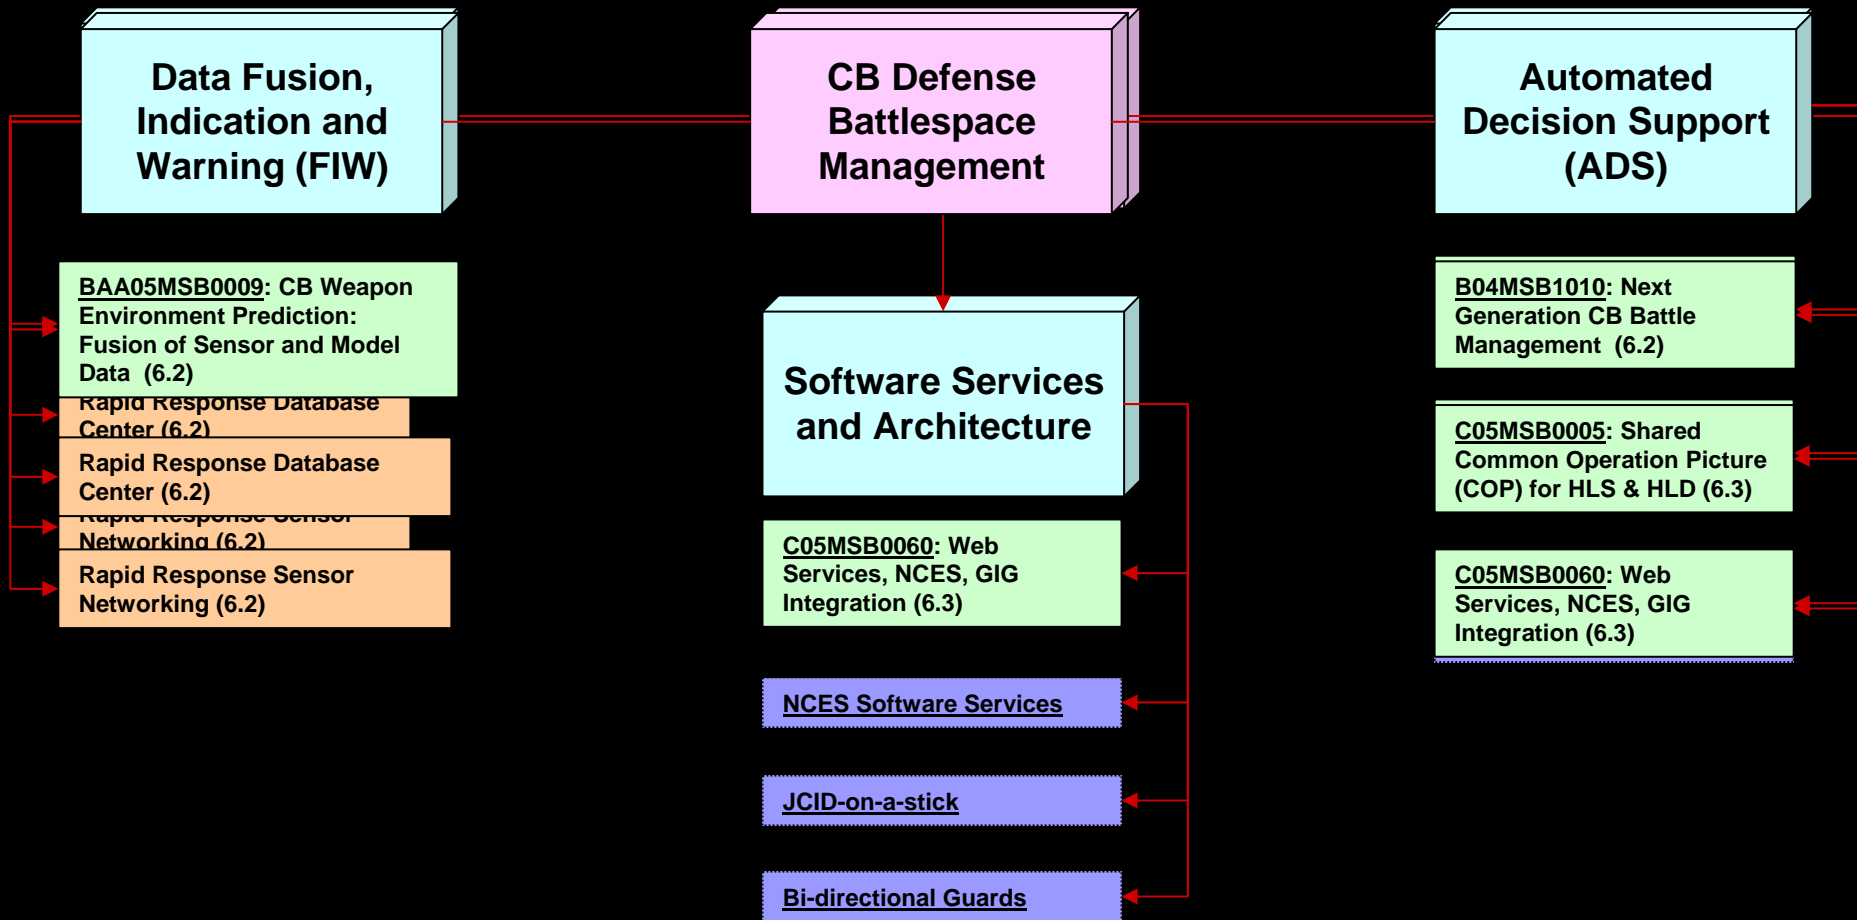 Data Fusion,
Indication and
Warning (FIW)
CB Defense
Battlespace
Management
Automated
Decision Support
(ADS)
BAA05MSB0009: CB Weapon
Environment Prediction:
Fusion of Sensor and Model
Data (6.2)
Rapid Response Database
Center (6.2)
Rapid Response Database
Center (6.2)
Rapid Response Sensor
Networking (6.2)
Rapid Response Sensor
Networking (6.2)
Software Services
and Architecture
C05MSB0060: Web
Services, NCES, GIG
Integration (6.3)
NCES Software Services
JCID-on-a-stick
Bi-directional Guards
B04MSB1010: Next
Generation CB Battle
Management (6.2)
C05MSB0005: Shared
Common Operation Picture
(COP) for HLS & HLD (6.3)
C05MSB0060: Web
Services, NCES, GIG
Integration (6.3)